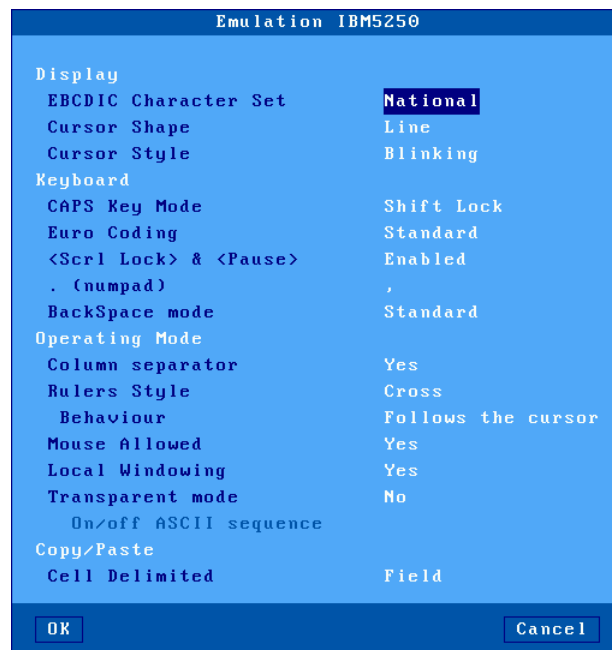 Emulation IBM5250
Display
EBCDIC Character Set National
Cursor Shape Line
Cursor Style Blinking
Keyboard
CAPS Key Mode Shift Lock
Euro Coding Standard
<Scrl Lock> & <Pause> Enabled
. (numpad) ,
BackSpace mode Standard
Operating Mode
Column separator Yes
Rulers Style Cross
Behaviour Follows the cursor
Mouse Allowed Yes
Local Windowing Yes
Transparent mode No
On/off ASCII sequence
Copy/Paste
Cell Delimited Field
OK Cancel